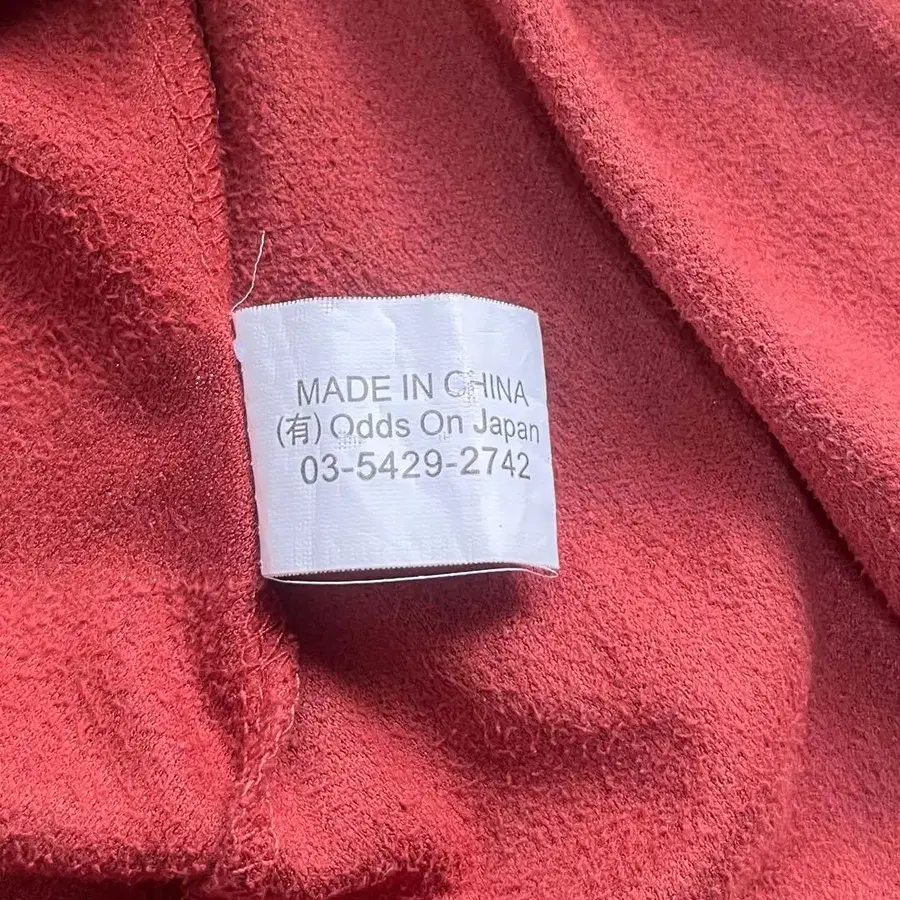 MADE IN CHINA
(有) Odds On Japan
03-5429-2742